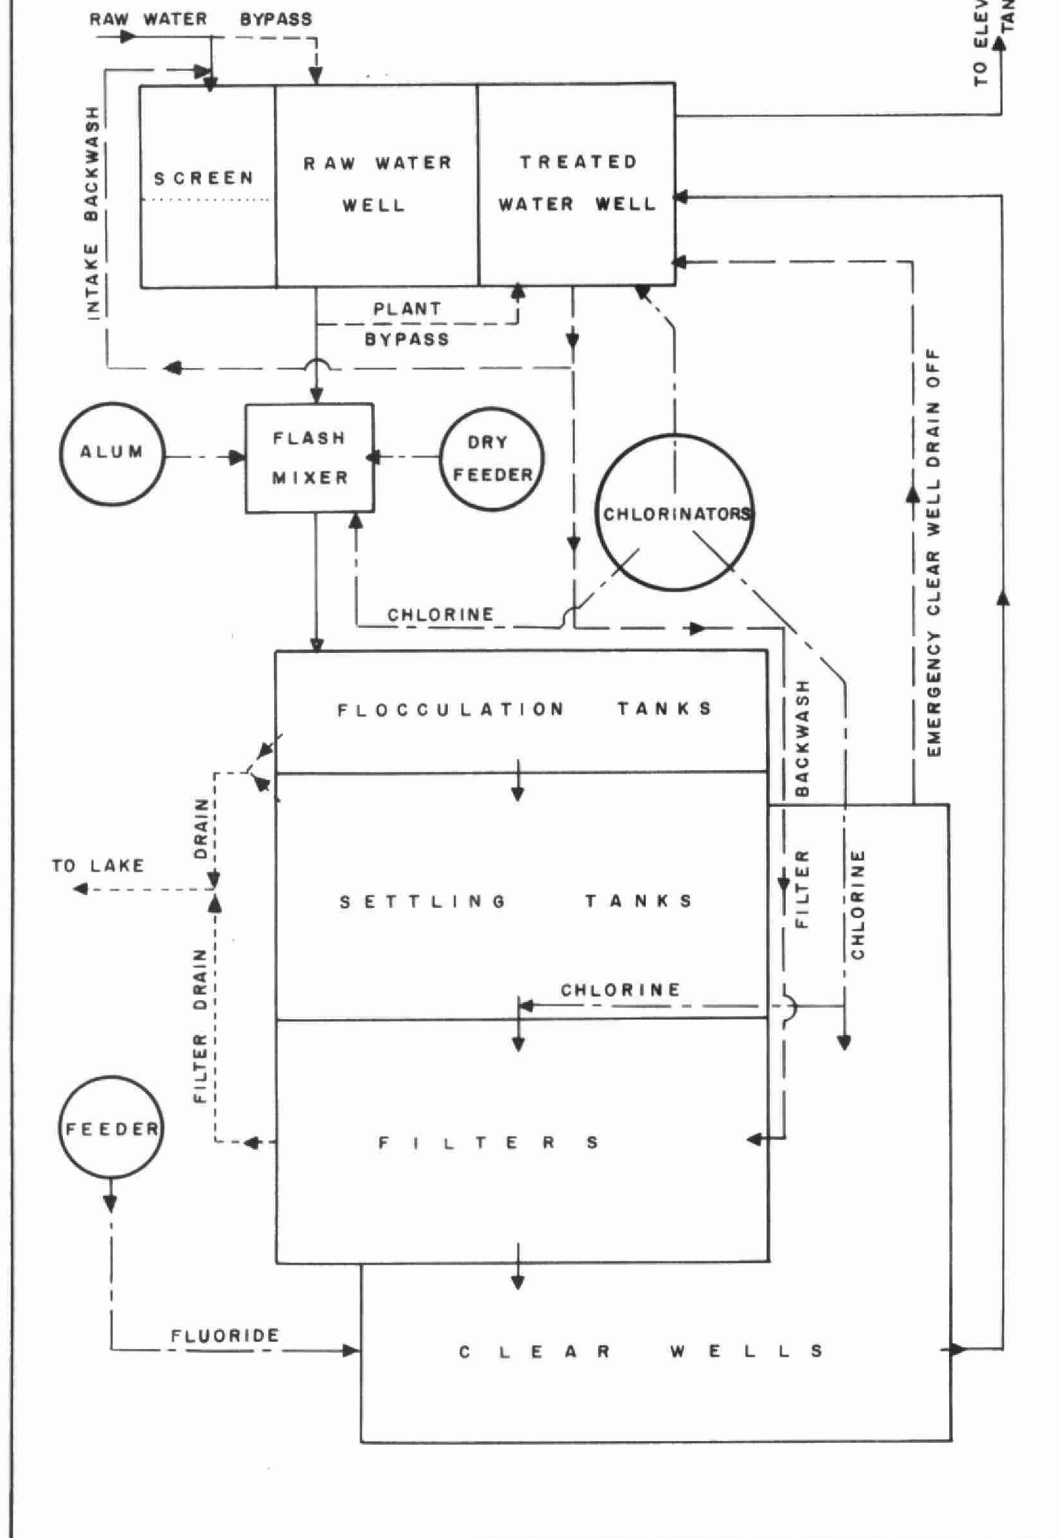 RAW WATER BYPASS
TO ELEV
TAN
INTAKE BACKWASH
SCREEN
RAW WATER
WELL
TREATED
WATER WELL
PLANT
BYPASS
ALUM
FLASH
MIXER
DRY
FEEDER
CHLORINATORS
EMERGENCY CLEAR WELL DRAIN OFF
CHLORINE
FLOCCULATION TANKS
FILTER BACKWASH
DRAIN
TO LAKE
SETTLING TANKS
CHLORINE
CHLORINE
FILTER DRAIN
FEEDER
FILTERS
FLUORIDE
CLEAR WELLS